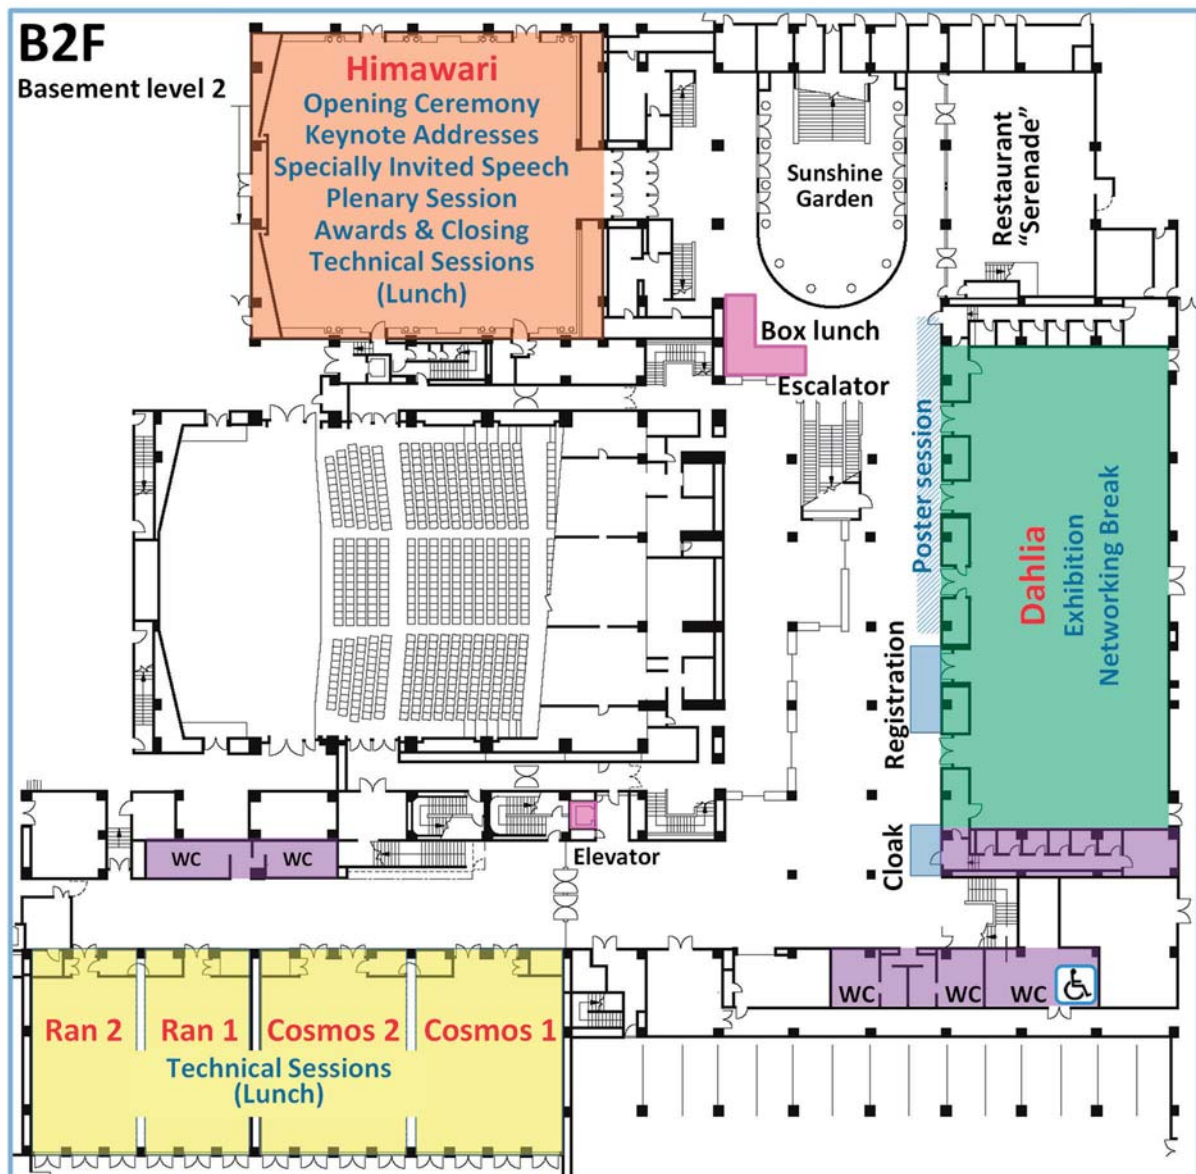 B2F
Basement level 2
Himawari
Opening Ceremony
Keynote Addresses
Specially Invited Speech
Plenary Session
Awards & Closing
Technical Sessions
(Lunch)
Sunshine
Garden
Restaurant
“Serenade”
Box lunch
Escalator
Poster session
Dahlia
Exhibition
Networking Break
Registration
Cloak
WC
WC
Elevator
WC
WC
WC
Ran 2
Ran 1
Cosmos 2
Cosmos 1
Technical Sessions
(Lunch)